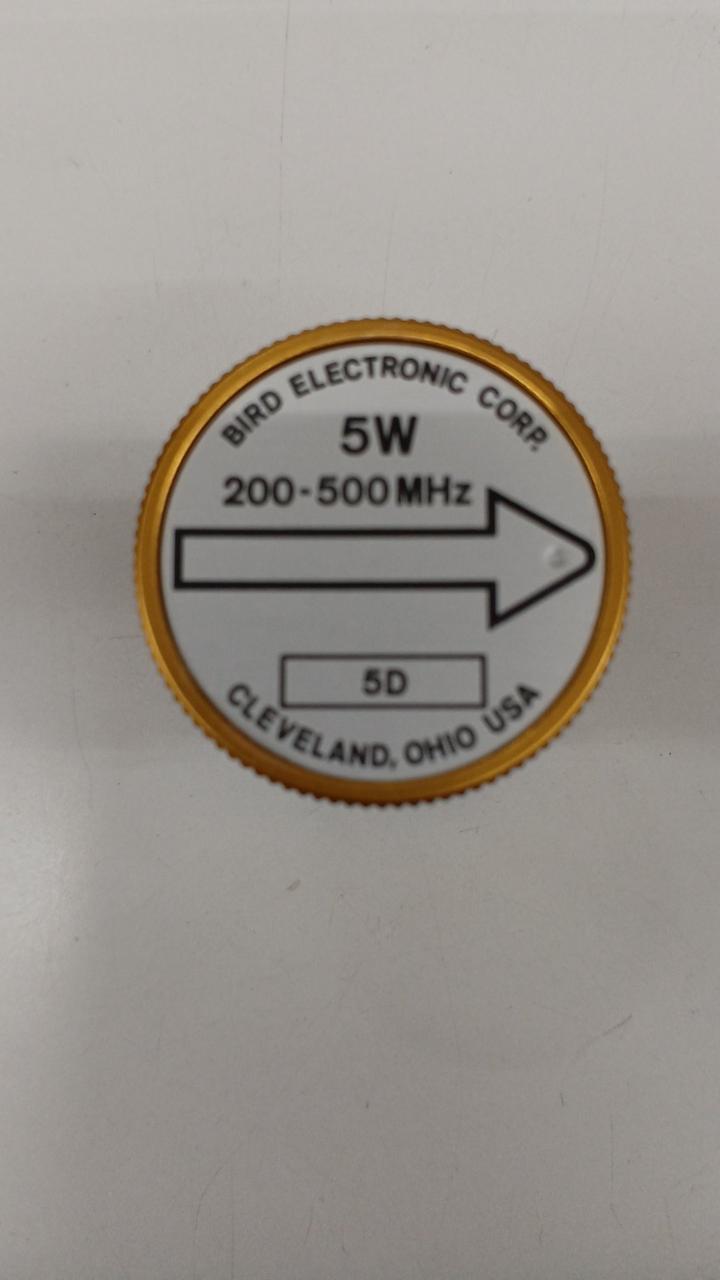 BIRD ELECTRONIC CORP.
5W
200-500MHz
5D
CLEVELAND, OHIO USA